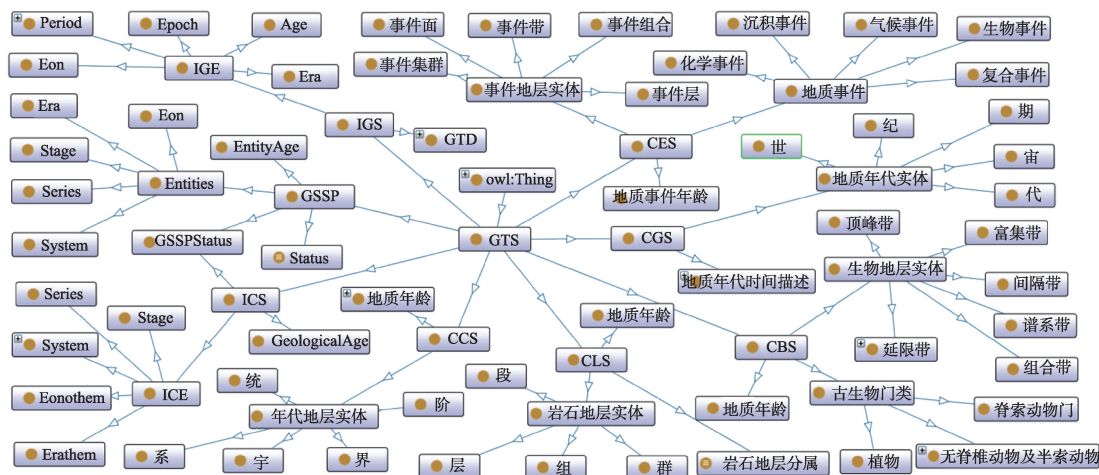 Period
Epoch
Age
事件面
事件带
事件组合
沉积事件
气候事件
生物事件
Eon
IGE
Era
事件集群
事件地层实体
事件层
化学事件
地质事件
复合事件
Era
Eon
IGS
GTD
CES
世
纪
期
Stage
EntityAge
owl:Thing
地质事件年龄
地质年代实体
宙
代
Series
Entities
GSSP
System
GSSPStatus
Status
GTS
CGS
地质年代时间描述
顶峰带
富集带
生物地层实体
间隔带
谱系带
延限带
组合带
Series
Stage
ICS
地质年龄
地质年龄
System
GeologicalAge
CCS
CLS
CBS
Eonothem
ICE
统
段
古生物门类
Erathem
年代地层实体
阶
岩石地层实体
地质年龄
脊索动物门
系
宇
界
层
组
群
岩石地层分属
植物
无脊椎动物及半索动物